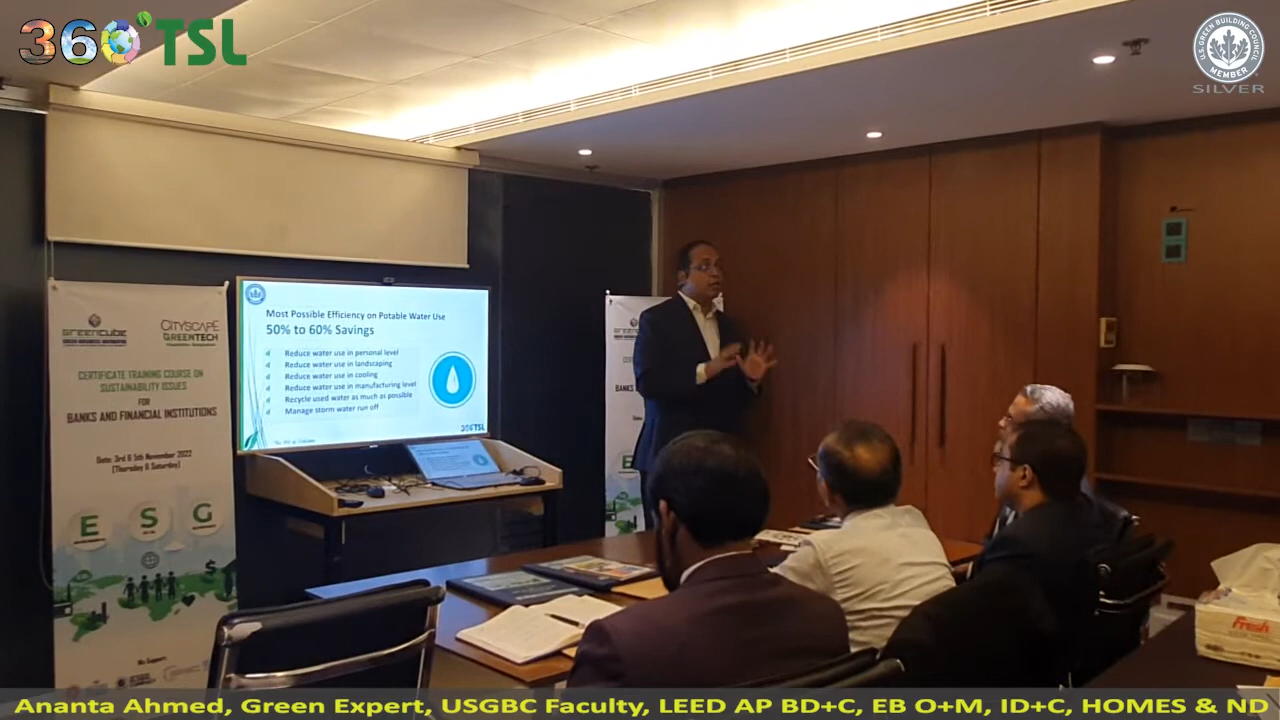 360 TSL
U.S. GREEN BUILDING COUNCIL
MEMBER
SILVER
GREENCUBE
CITYSCAPE
GREENTECH
CERTIFICATE TRAINING COURSE ON
SUSTAINABILITY ISSUES
FOR
BANKS AND FINANCIAL INSTITUTIONS
Date: 3rd & 5th November 2022
(Thursday & Saturday)
E S G
Most Possible Efficiency on Potable Water Use
50% to 60% Savings
Reduce water use in personal level
Reduce water use in landscaping
Reduce water use in cooling
Reduce water use in manufacturing level
Recycle used water as much as possible
Manage storm water run off
360TSL
Fresh
Ananta Ahmed, Green Expert, USGBC Faculty, LEED AP BD+C, EB O+M, ID+C, HOMES & ND